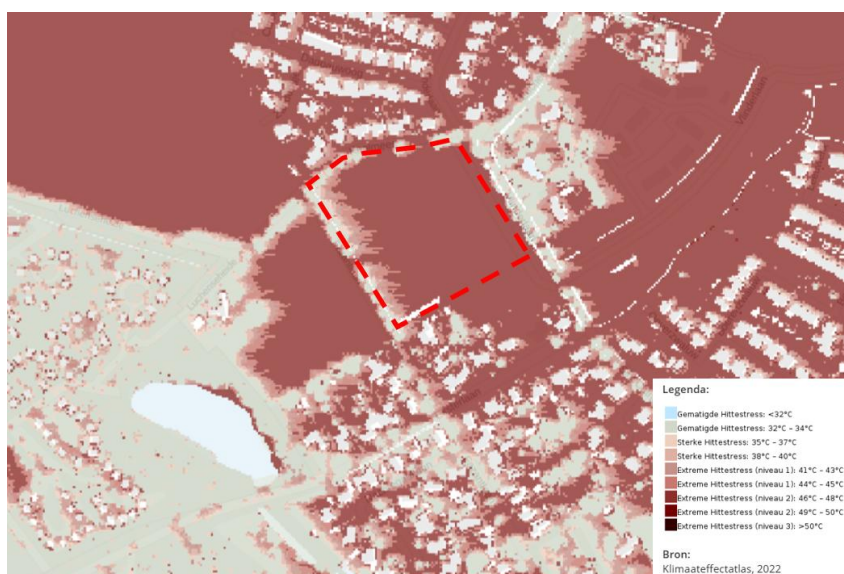 Legenda:
Gematigde Hittestress: <32°C
Gematigde Hittestress: 32°C – 34°C
Sterke Hittestress: 35°C – 37°C
Sterke Hittestress: 38°C – 40°C
Extreme Hittestress (niveau 1): 41°C – 43°C
Extreme Hittestress (niveau 1): 44°C – 45°C
Extreme Hittestress (niveau 2): 46°C – 48°C
Extreme Hittestress (niveau 2): 49°C – 50°C
Extreme Hittestress (niveau 3): >50°C
Bron:
Klimaateffectatlas, 2022